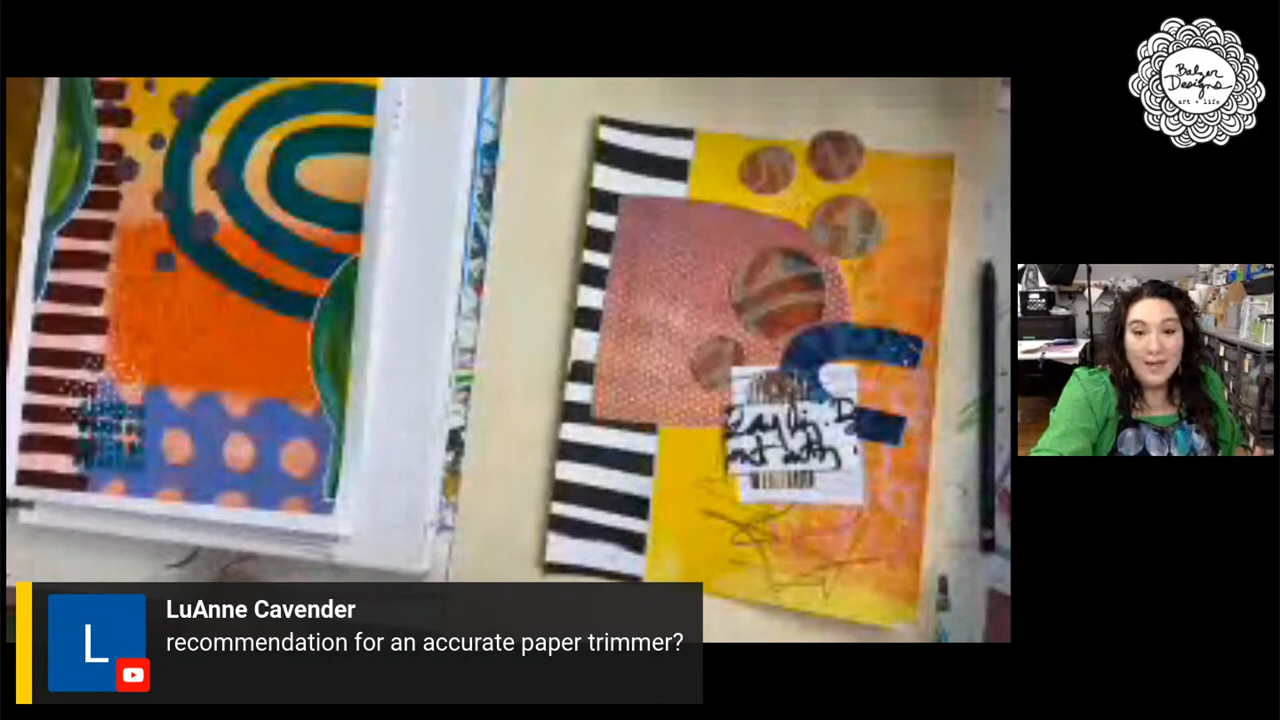 Balzer
Designs
art + life
LuAnne Cavender
recommendation for an accurate paper trimmer?
L